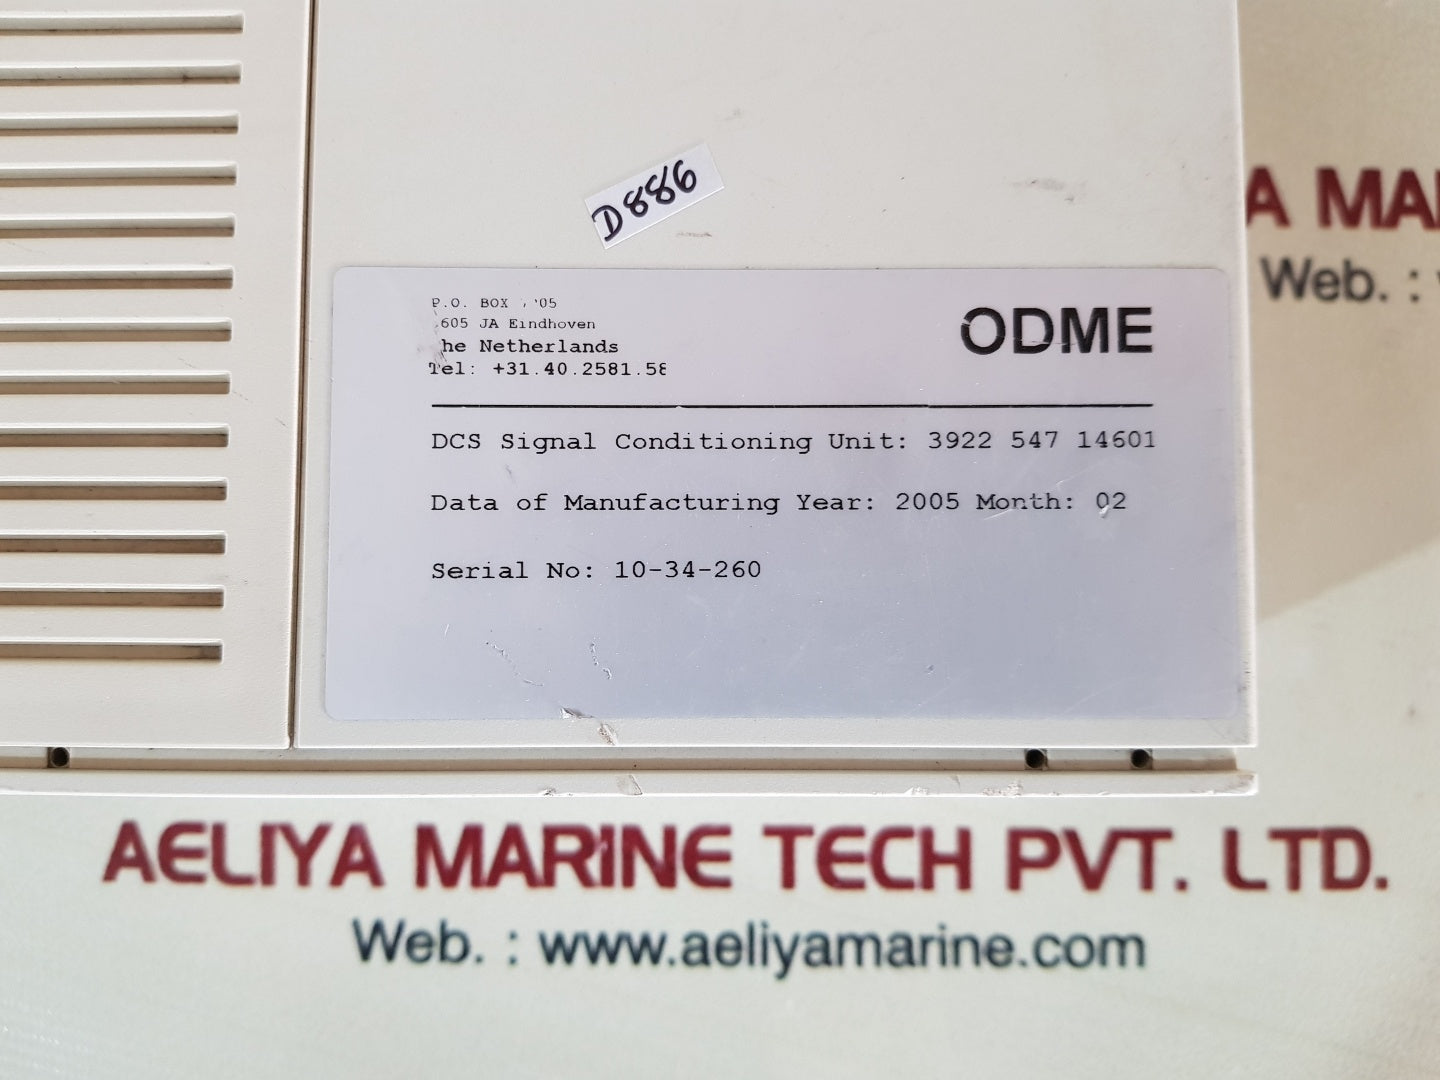 D886
P.O. BOX
605 JA Eindhoven
he Netherlands
Tel: +31.40.2581.58
ODME
DCS Signal Conditioning Unit: 3922 547 14601
Data of Manufacturing Year: 2005 Month: 02
Serial No: 10-34-260
A MA
Web. :
AELIYA MARINE TECH PVT. LTD.
Web. : www.aeliyamarine.com